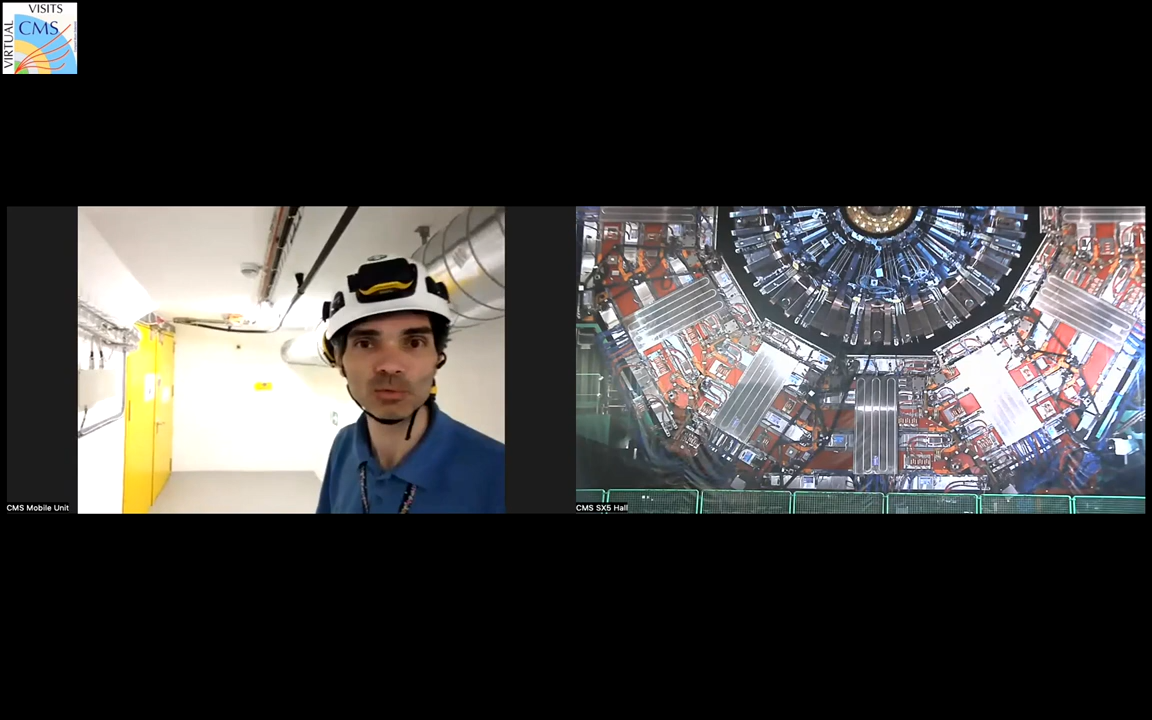 VISITS
CMS
VIRTUAL
CMS Mobile Unit
CMS SX5 Hall